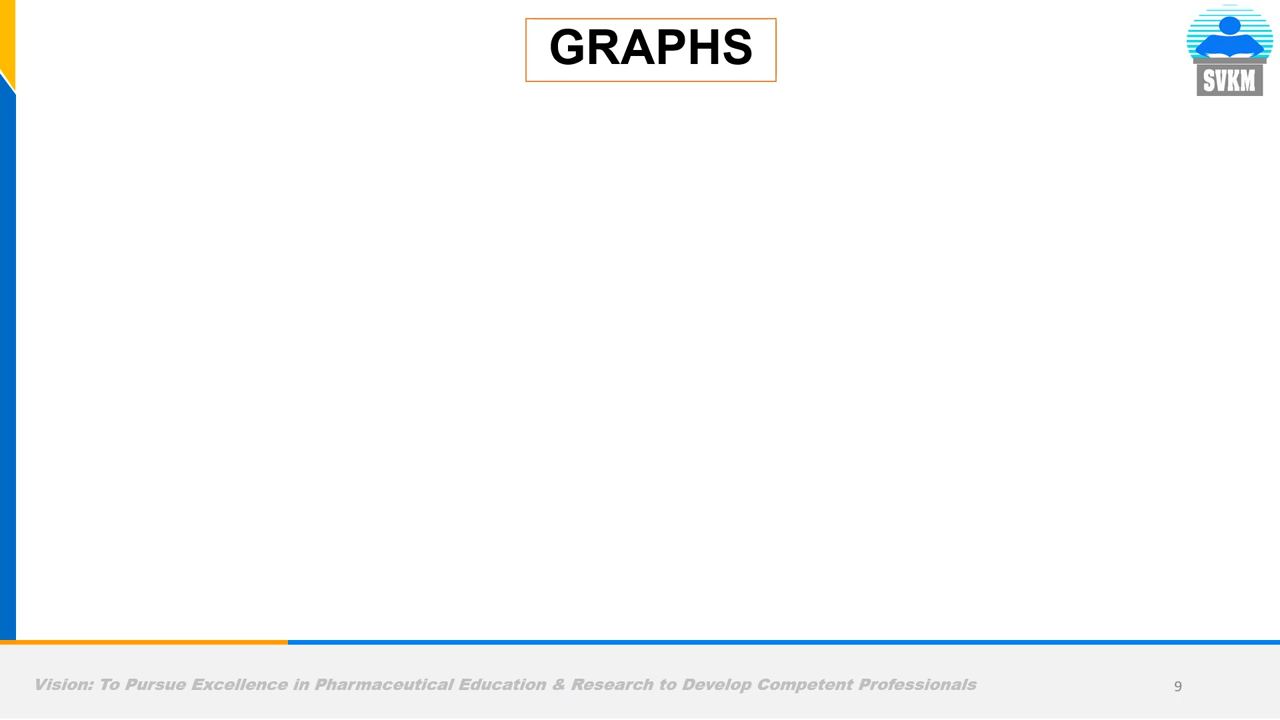 GRAPHS
SVKM
Vision: To Pursue Excellence in Pharmaceutical Education & Research to Develop Competent Professionals
9